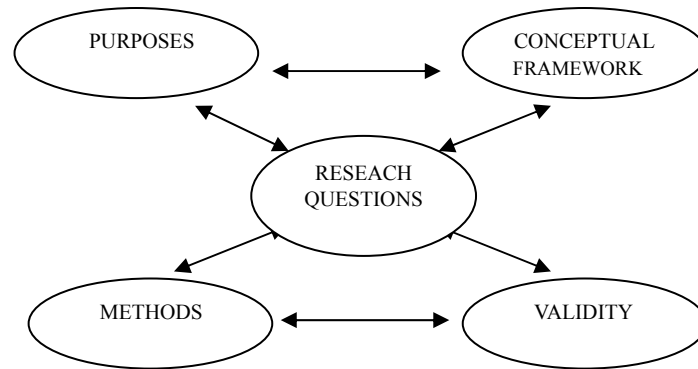 PURPOSES
CONCEPTUAL
FRAMEWORK
RESEACH
QUESTIONS
METHODS
VALIDITY